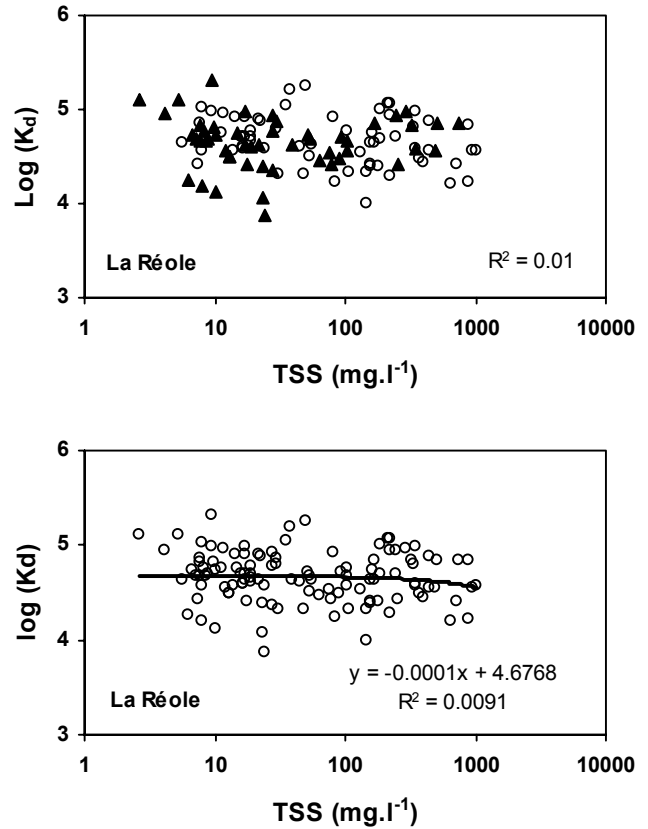 6
5
4
3
Log (Kd)
La Réole
R² = 0.01
1 10 100 1000 10000
TSS (mg.l⁻¹)
6
5
4
3
log (Kd)
y = -0.0001x + 4.6768
R² = 0.0091
La Réole
1 10 100 1000 10000
TSS (mg.l⁻¹)